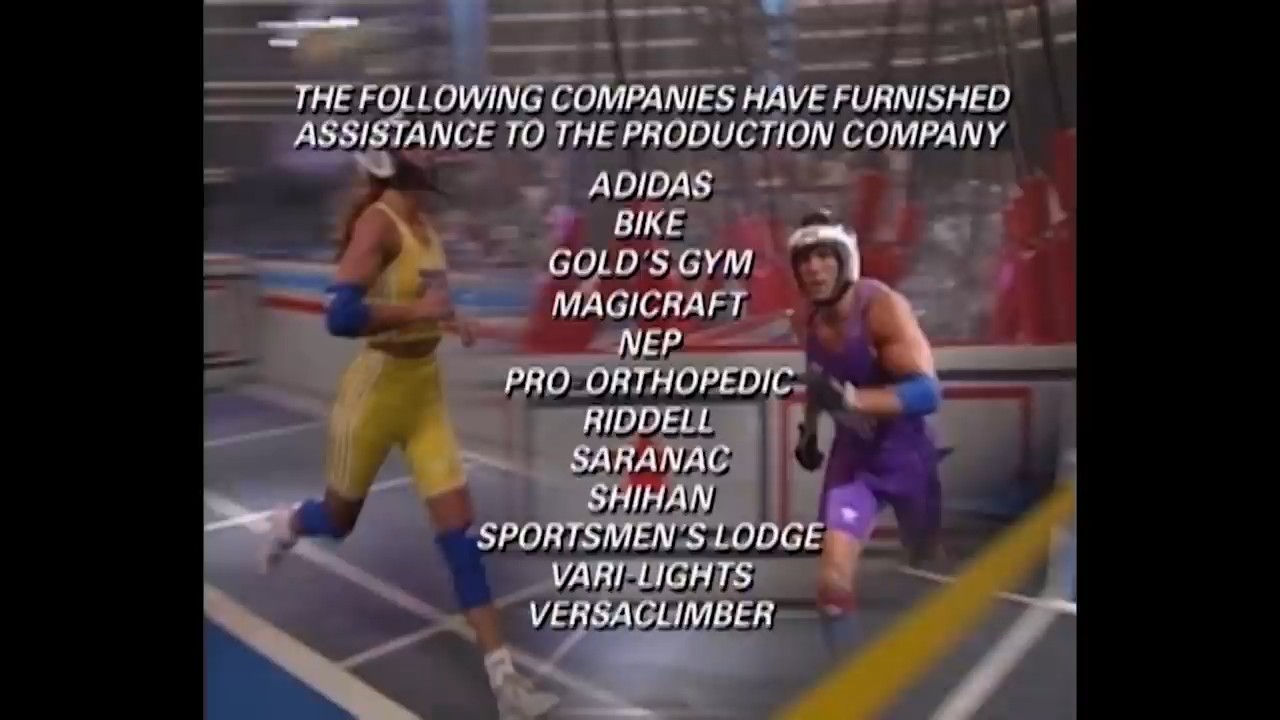 THE FOLLOWING COMPANIES HAVE FURNISHED
ASSISTANCE TO THE PRODUCTION COMPANY
ADIDAS
BIKE
GOLD'S GYM
MAGICRAFT
NEP
PRO ORTHOPEDIC
RIDDELL
SARANAC
SHIHAN
SPORTSMEN'S LODGE
VARI-LIGHTS
VERSACLIMBER